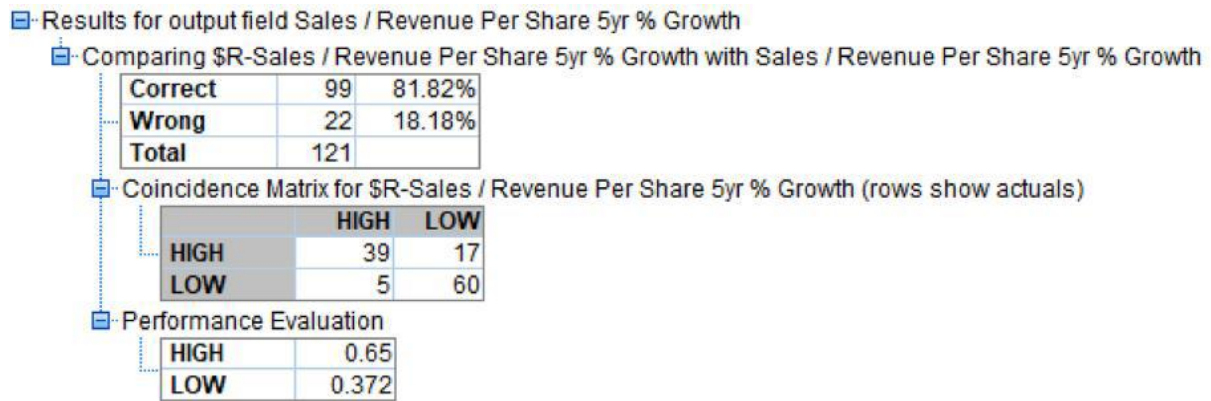 Results for output field Sales / Revenue Per Share 5yr % Growth
Comparing $R-Sales / Revenue Per Share 5yr % Growth with Sales / Revenue Per Share 5yr % Growth
Correct 99 81.82%
Wrong 22 18.18%
Total 121
Coincidence Matrix for $R-Sales / Revenue Per Share 5yr % Growth (rows show actuals)
HIGH LOW
HIGH 39 17
LOW 5 60
Performance Evaluation
HIGH 0.65
LOW 0.372